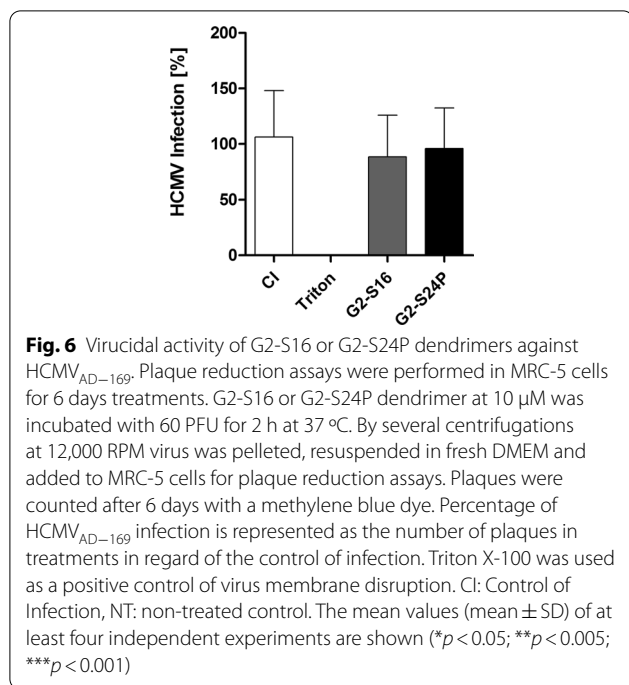 200
150
100
50
0
HCMV Infection [%]
CI
Triton
G2-S16
G2-S24P
Fig. 6 Virucidal activity of G2-S16 or G2-S24P dendrimers against
HCMVAD−169. Plaque reduction assays were performed in MRC-5 cells
for 6 days treatments. G2-S16 or G2-S24P dendrimer at 10 µM was
incubated with 60 PFU for 2 h at 37 ºC. By several centrifugations
at 12,000 RPM virus was pelleted, resuspended in fresh DMEM and
added to MRC-5 cells for plaque reduction assays. Plaques were
counted after 6 days with a methylene blue dye. Percentage of
HCMVAD−169 infection is represented as the number of plaques in
treatments in regard of the control of infection. Triton X-100 was used
as a positive control of virus membrane disruption. CI: Control of
Infection, NT: non-treated control. The mean values (mean ± SD) of at
least four independent experiments are shown (*p < 0.05; **p < 0.005;
***p < 0.001)